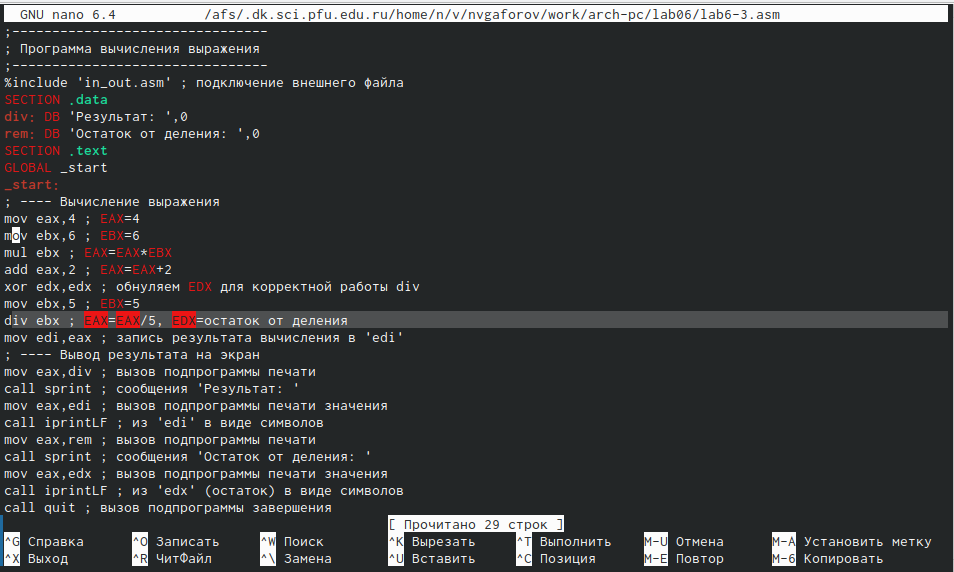 GNU nano 6.4 /afs/.dk.sci.pfu.edu.ru/home/n/v/nvgaforov/work/arch-pc/lab06/lab6-3.asm
;--------------------------------
; Программа вычисления выражения
;--------------------------------
%include 'in_out.asm' ; подключение внешнего файла
SECTION .data
div: DB 'Результат: ',0
rem: DB 'Остаток от деления: ',0
SECTION .text
GLOBAL _start
_start:
; ---- Вычисление выражения
mov eax,4 ; EAX=4
mov ebx,6 ; EBX=6
mul ebx ; EAX=EAX*EBX
add eax,2 ; EAX=EAX+2
xor edx,edx ; обнуляем EDX для корректной работы div
mov ebx,5 ; EBX=5
div ebx ; EAX=EAX/5, EDX=остаток от деления
mov edi,eax ; запись результата вычисления в 'edi'
; ---- Вывод результата на экран
mov eax,div ; вызов подпрограммы печати
call sprint ; сообщения 'Результат: '
mov eax,edi ; вызов подпрограммы печати значения
call iprintLF ; из 'edi' в виде символов
mov eax,rem ; вызов подпрограммы печати
call sprint ; сообщения 'Остаток от деления: '
mov eax,edx ; вызов подпрограммы печати значения
call iprintLF ; из 'edx' (остаток) в виде символов
call quit ; вызов подпрограммы завершения
[ Прочитано 29 строк ]
^G Справка ^O Записать ^W Поиск ^K Вырезать ^T Выполнить M-U Отмена M-A Установить метку
^X Выход ^R ЧитФайл ^\ Замена ^U Вставить ^C Позиция M-E Повтор M-6 Копировать